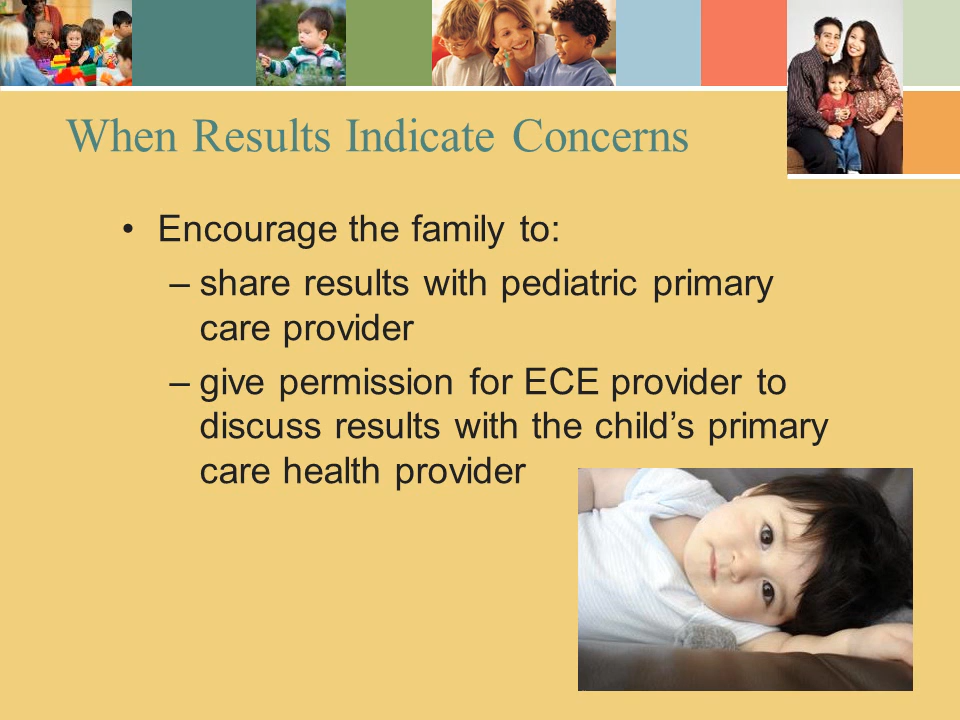 When Results Indicate Concerns
• Encourage the family to:
– share results with pediatric primary
care provider
– give permission for ECE provider to
discuss results with the child’s primary
care health provider